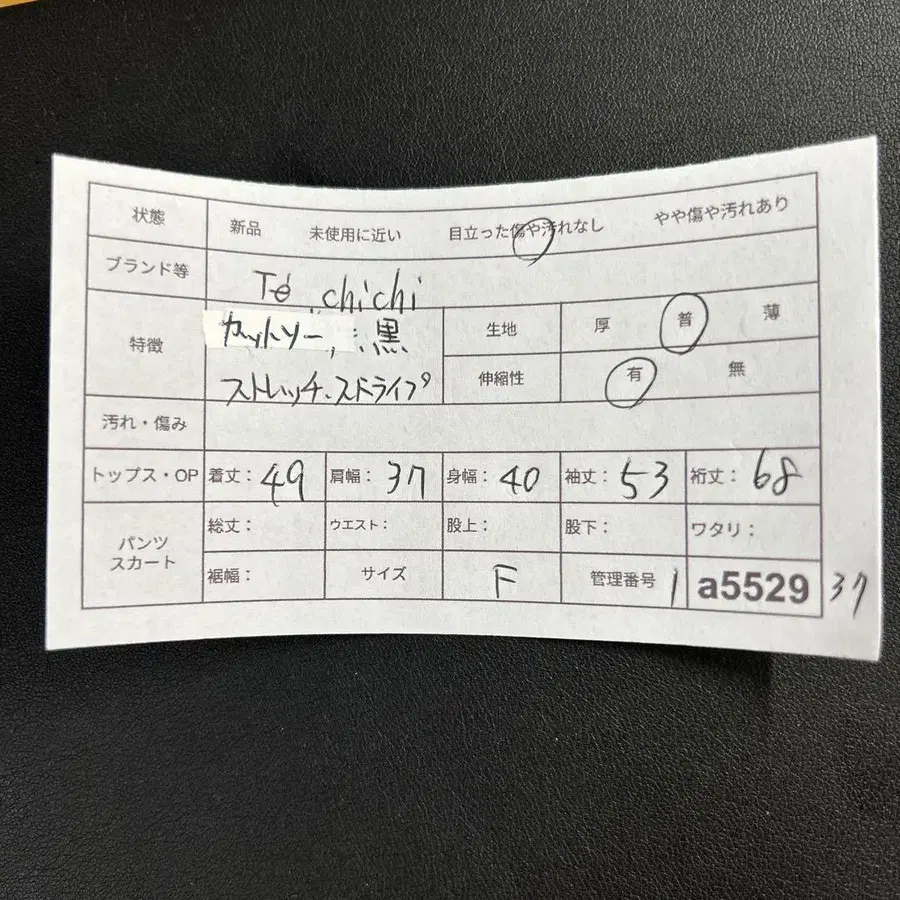 状態 新品 未使用に近い 目立った傷や汚れなし やや傷や汚れあり
ブランド等 Té chichi
特徴 カットソー, 黒 生地 厚 普 薄
ストレッチ.ストライプ 伸縮性 有 無
汚れ・傷み
トップス・OP 着丈: 49 肩幅: 37 身幅: 40 袖丈: 53 裄丈: 68
パンツ スカート 総丈: ウエスト: 股上: 股下: ワタリ:
裾幅: サイズ F 管理番号 1 a5529 37